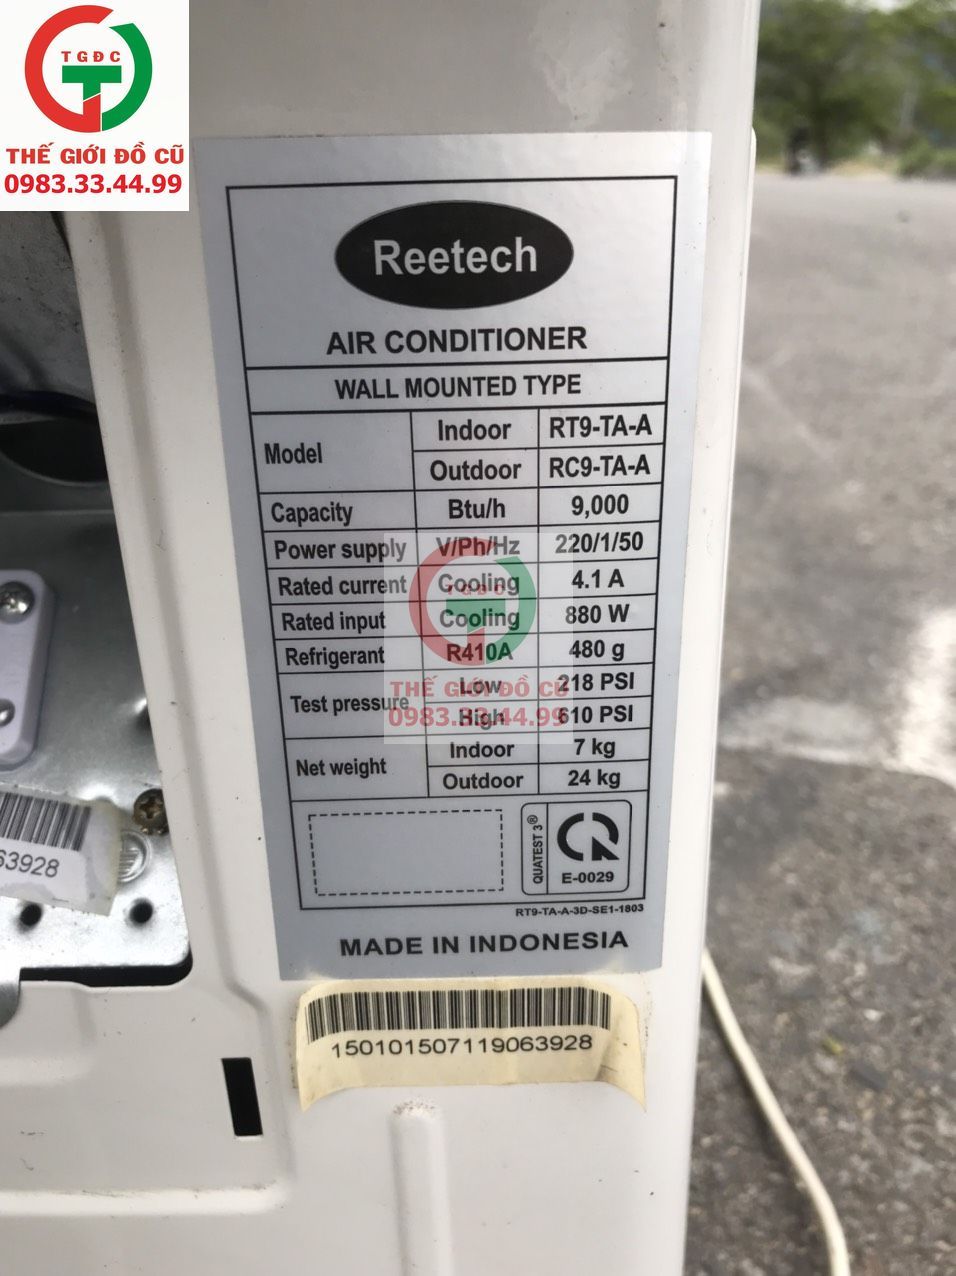 TGĐC
THẾ GIỚI ĐỒ CŨ
0983.33.44.99
Reetech
AIR CONDITIONER
WALL MOUNTED TYPE
Model Indoor RT9-TA-A
Outdoor RC9-TA-A
Capacity Btu/h 9,000
Power supply V/Ph/Hz 220/1/50
Rated current Cooling 4.1 A
Rated input Cooling 880 W
Refrigerant R410A 480 g
Test pressure Low 218 PSI
High 610 PSI
Net weight Indoor 7 kg
Outdoor 24 kg
TGĐC
THẾ GIỚI ĐỒ CŨ
0983.33.44.99
QUATEST 3®
CR
E-0029
RT9-TA-A-3D-SE1-1803
MADE IN INDONESIA
150101507119063928
63928